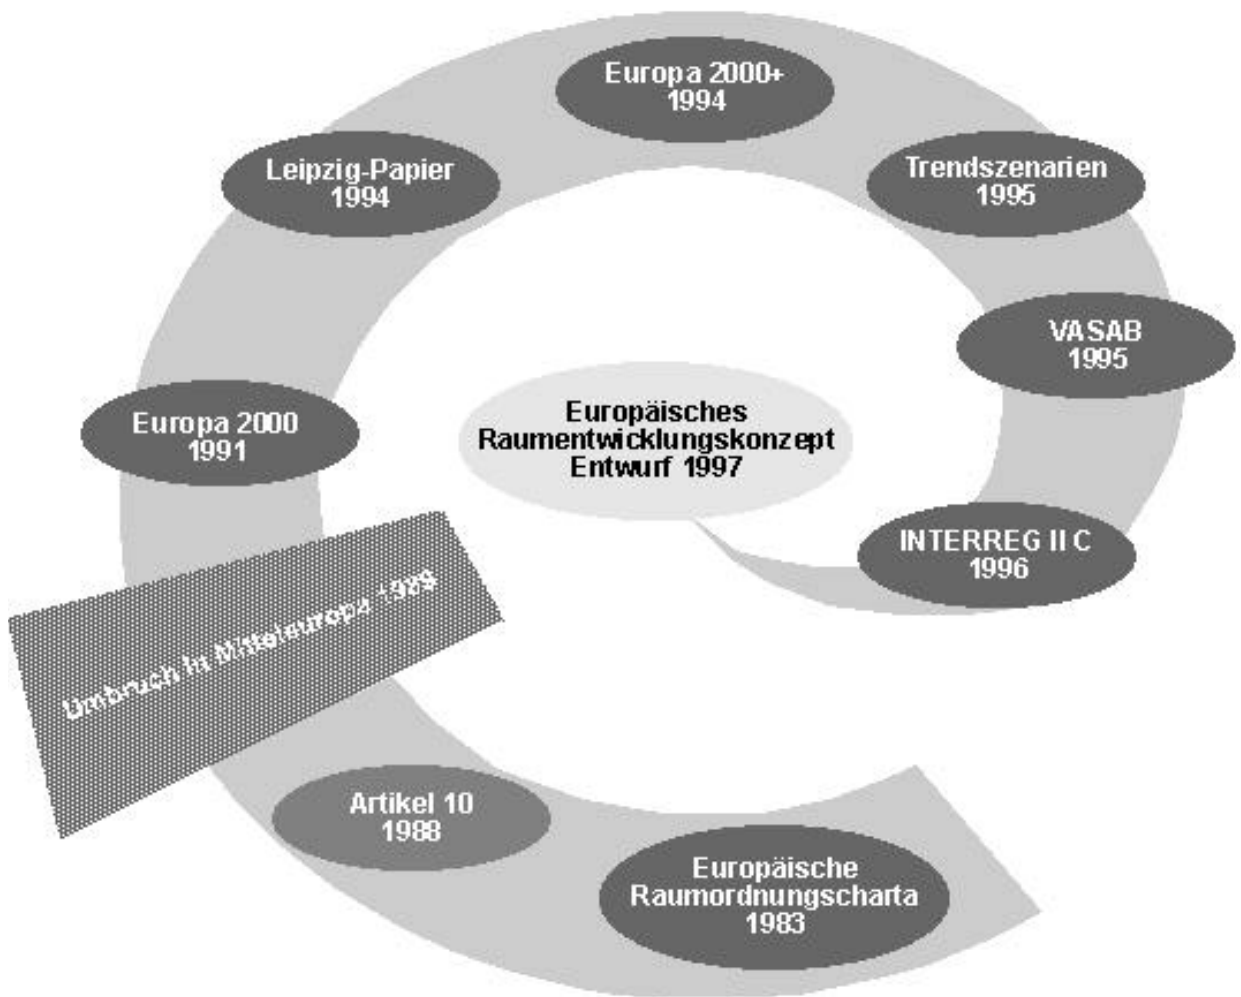 Europa 2000+
1994
Leipzig-Papier
1994
Trendszenarien
1995
VASAB
1995
Europa 2000
1991
Europäisches
Raumentwicklungskonzept
Entwurf 1997
INTERREG II C
1996
Umbruch in Mitteleuropa 1989
Artikel 10
1988
Europäische
Raumordnungscharta
1983